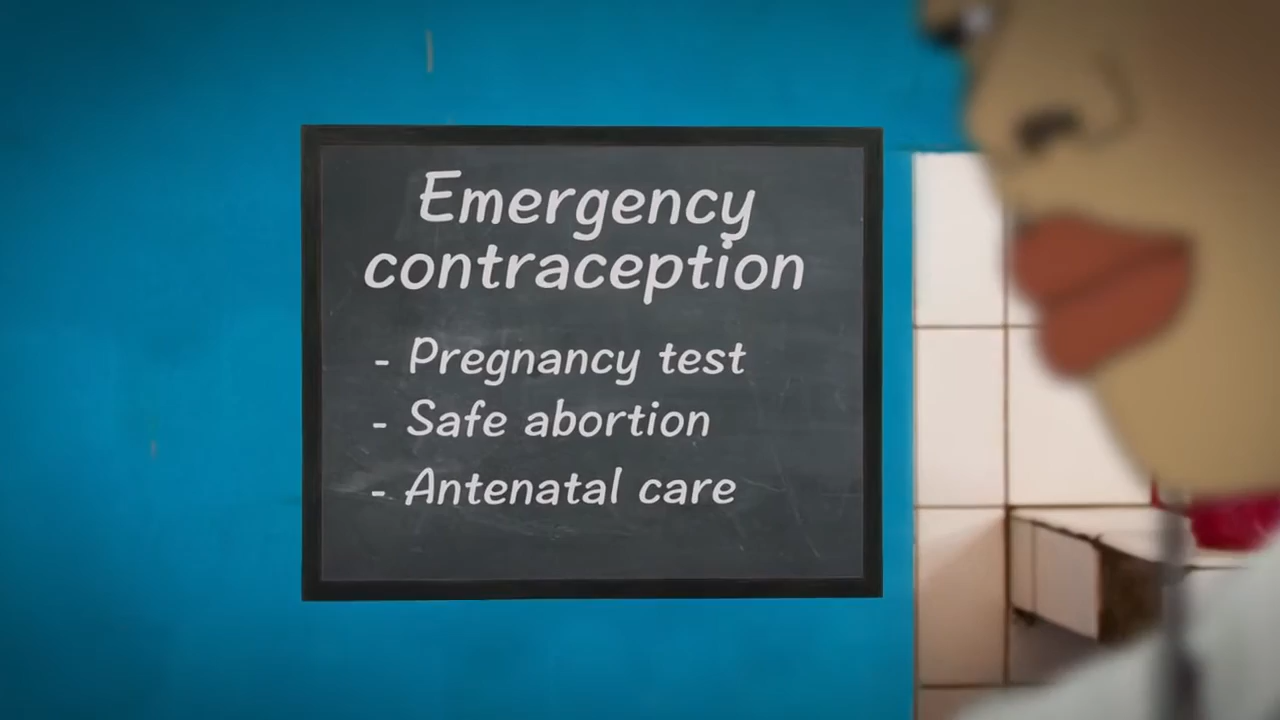 Emergency
contraception
- Pregnancy test
- Safe abortion
- Antenatal care